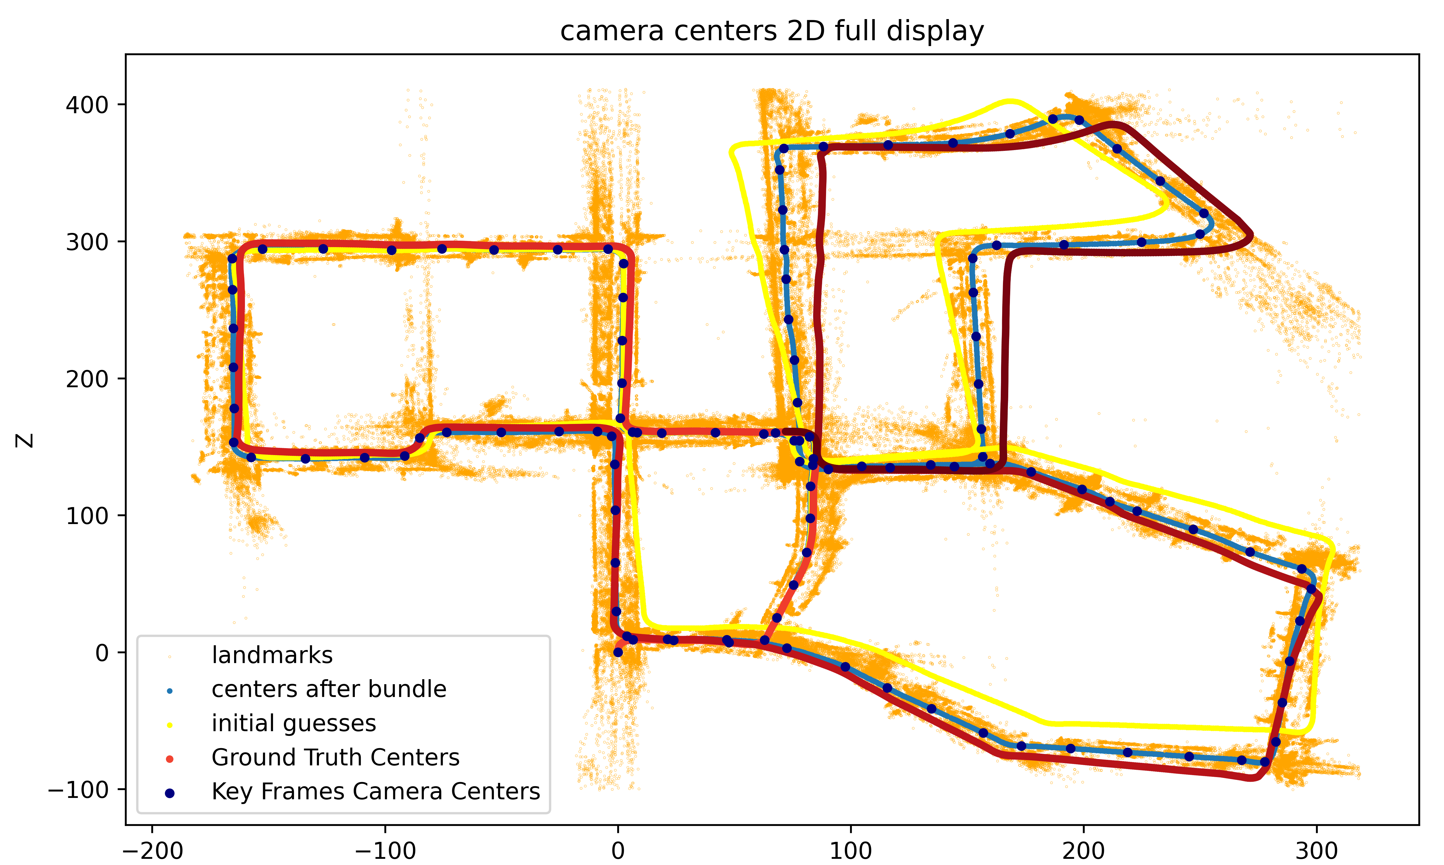 camera centers 2D full display
400
300
200
100
0
−100
Z
landmarks
centers after bundle
initial guesses
Ground Truth Centers
Key Frames Camera Centers
−200 −100 0 100 200 300